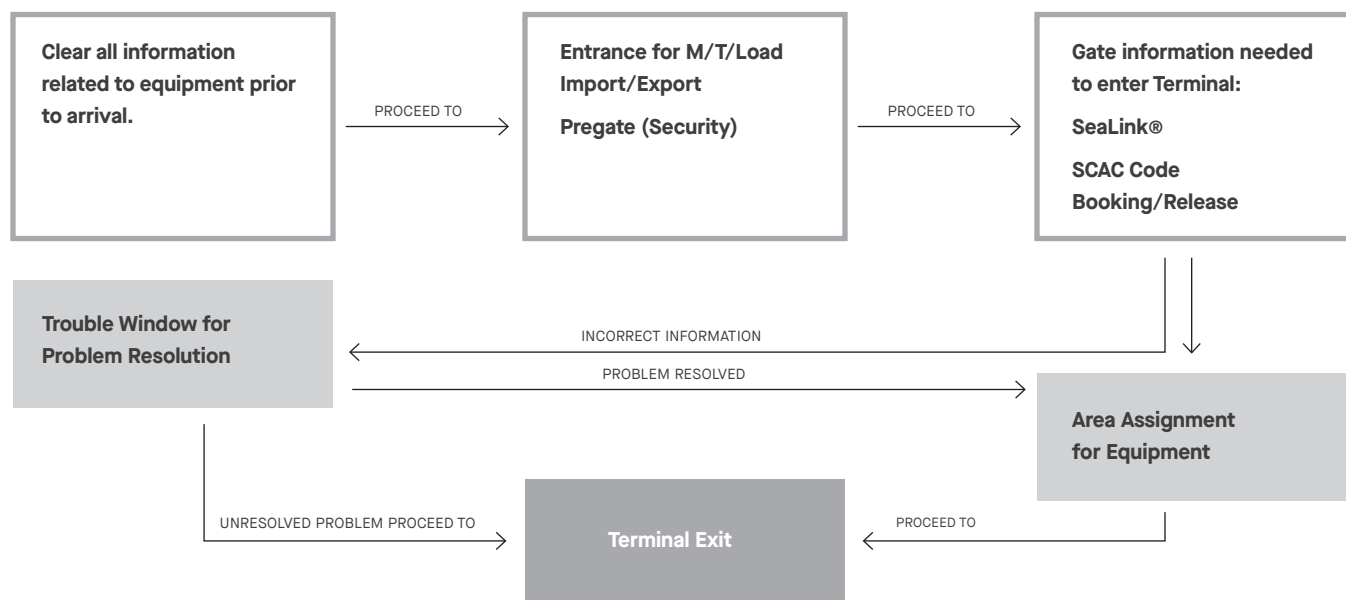 Clear all information
related to equipment prior
to arrival.
PROCEED TO
Entrance for M/T/Load
Import/Export
Pregate (Security)
PROCEED TO
Gate information needed
to enter Terminal:
SeaLink®
SCAC Code
Booking/Release
Trouble Window for
Problem Resolution
INCORRECT INFORMATION
PROBLEM RESOLVED
Area Assignment
for Equipment
UNRESOLVED PROBLEM PROCEED TO
Terminal Exit
PROCEED TO